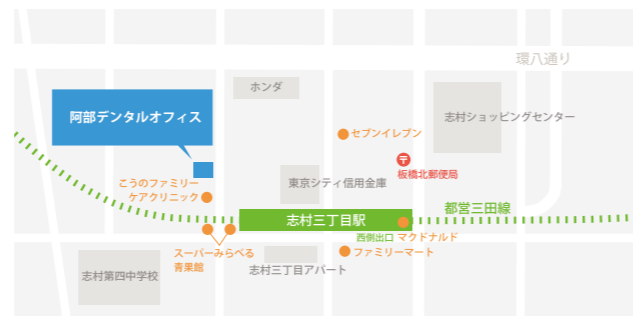 環八通り
ホンダ
阿部デンタルオフィス
志村ショッピングセンター
セブンイレブン
〒
板橋北郵便局
こうのファミリー
ケアクリニック
東京シティ信用金庫
都営三田線
志村三丁目駅
西側出口
マクドナルド
スーパーみらべる
青果館
ファミリーマート
志村三丁目アパート
志村第四中学校